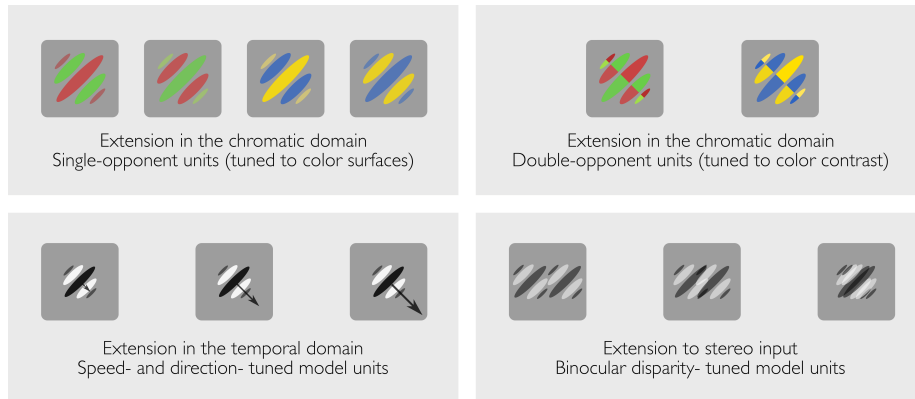 Extension in the chromatic domain
Single-opponent units (tuned to color surfaces)
Extension in the chromatic domain
Double-opponent units (tuned to color contrast)
Extension in the temporal domain
Speed- and direction- tuned model units
Extension to stereo input
Binocular disparity- tuned model units